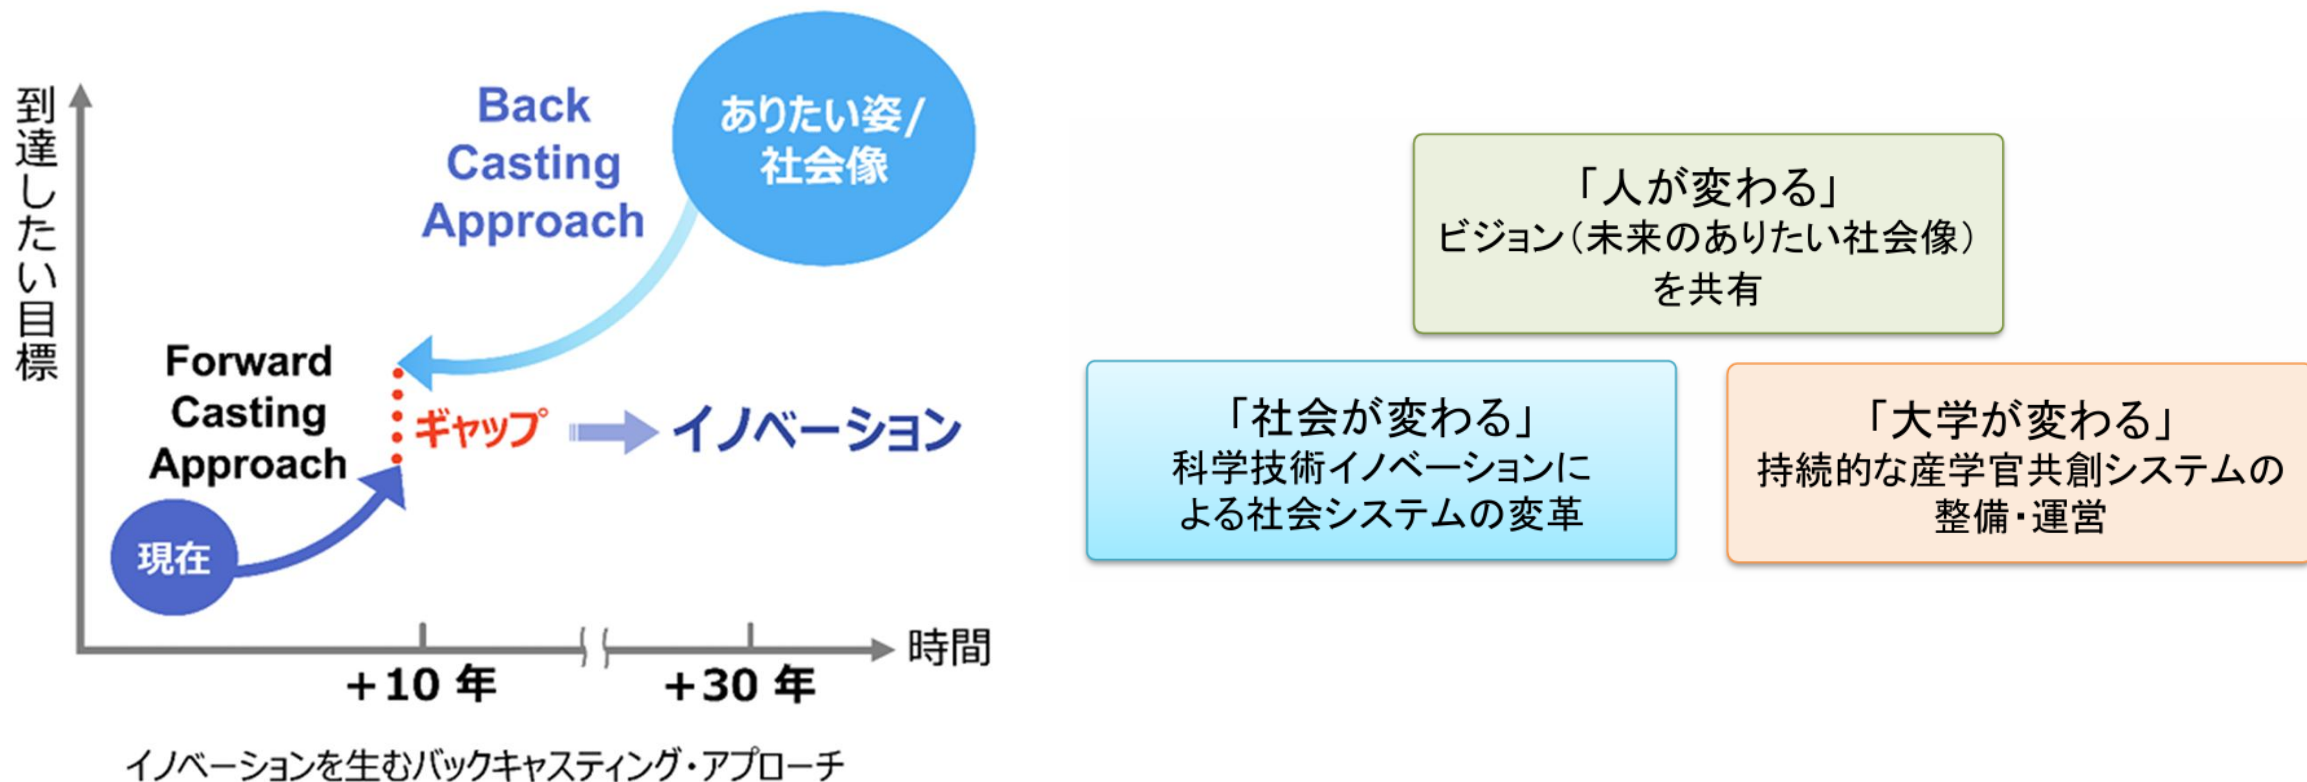 到達したい目標
Back
Casting
Approach
ありたい姿/
社会像
Forward
Casting
Approach
ギャップ
イノベーション
現在
時間
+10 年
+30 年
イノベーションを生むバックキャスティング・アプローチ
「人が変わる」
ビジョン(未来のありたい社会像)
を共有
「社会が変わる」
科学技術イノベーションに
よる社会システムの変革
「大学が変わる」
持続的な産学官共創システムの
整備・運営